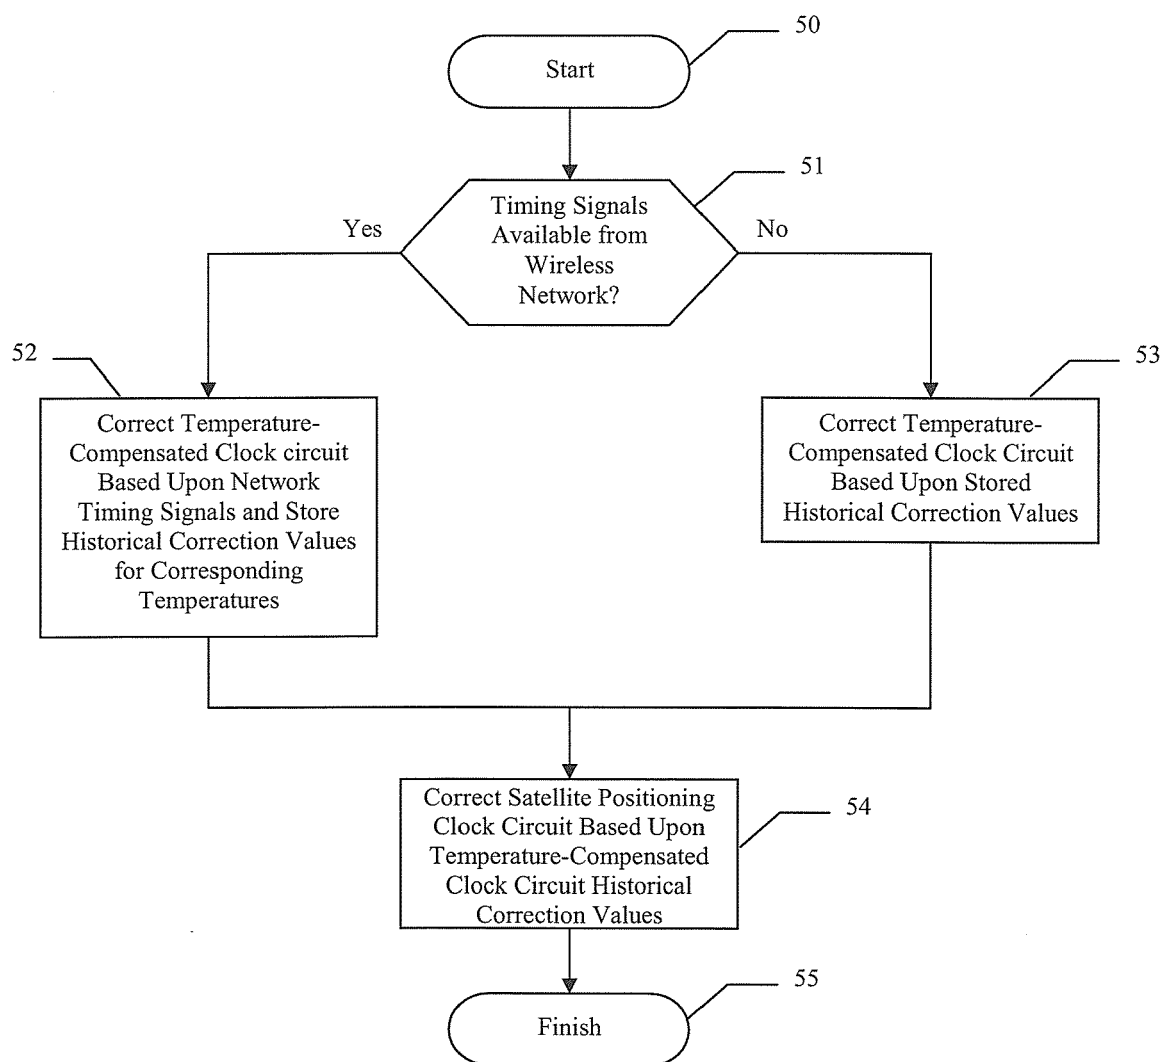 50
Start
51
Timing Signals
Available from
Wireless
Network?
Yes
No
52
Correct Temperature-
Compensated Clock circuit
Based Upon Network
Timing Signals and Store
Historical Correction Values
for Corresponding
Temperatures
53
Correct Temperature-
Compensated Clock Circuit
Based Upon Stored
Historical Correction Values
Correct Satellite Positioning
Clock Circuit Based Upon
Temperature-Compensated
Clock Circuit Historical
Correction Values
54
55
Finish